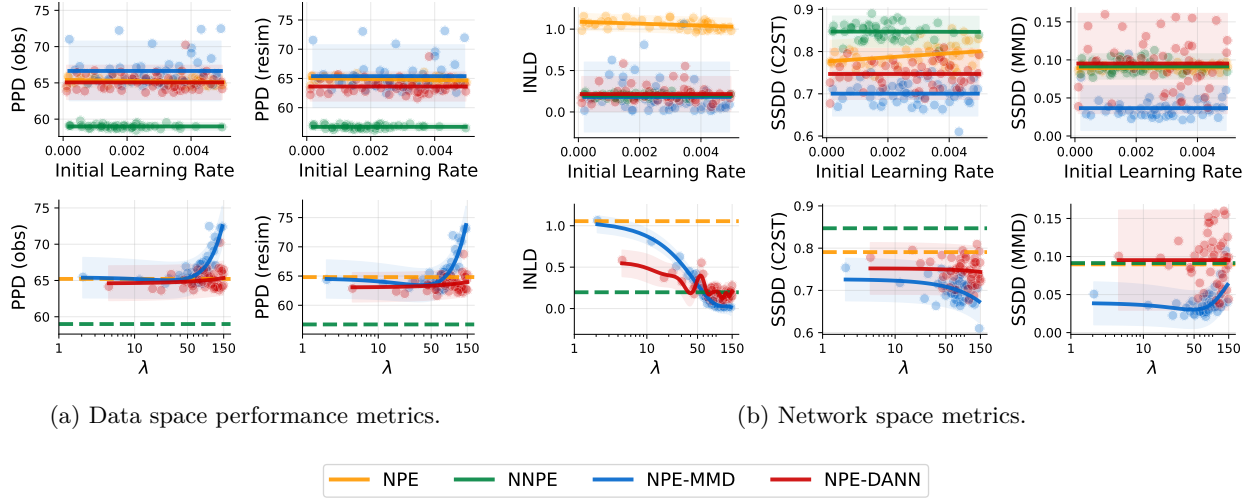 PPD (obs)
75
70
65
60
0.000
0.002
0.004
Initial Learning Rate
PPD (resim)
75
70
65
60
0.000
0.002
0.004
Initial Learning Rate
INLD
1.0
0.5
0.0
0.000
0.002
0.004
Initial Learning Rate
SSDD (C2ST)
0.9
0.8
0.7
0.6
0.000
0.002
0.004
Initial Learning Rate
SSDD (MMD)
0.15
0.10
0.05
0.00
0.000
0.002
0.004
Initial Learning Rate
PPD (obs)
75
70
65
60
1
10
50
150
λ
PPD (resim)
75
70
65
60
1
10
50
150
λ
INLD
1.0
0.5
0.0
1
10
50
150
λ
SSDD (C2ST)
0.9
0.8
0.7
0.6
1
10
50
150
λ
SSDD (MMD)
0.15
0.10
0.05
0.00
1
10
50
150
λ
(a) Data space performance metrics.
(b) Network space metrics.
NPE
NNPE
NPE-MMD
NPE-DANN